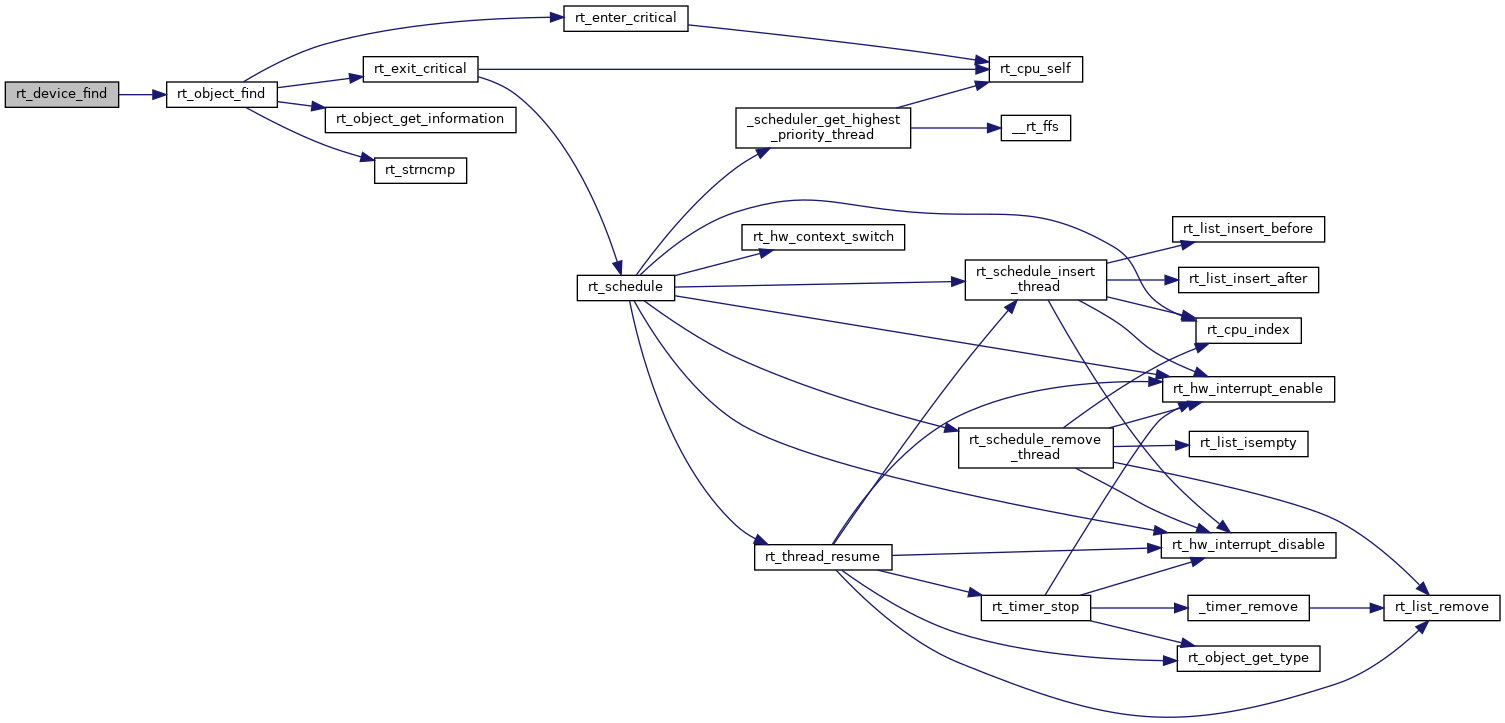 rt_device_find
rt_object_find
rt_enter_critical
rt_exit_critical
rt_object_get_information
rt_strncmp
rt_cpu_self
_scheduler_get_highest
_priority_thread
__rt_ffs
rt_schedule
rt_hw_context_switch
rt_schedule_insert
_thread
rt_list_insert_before
rt_list_insert_after
rt_cpu_index
rt_hw_interrupt_enable
rt_schedule_remove
_thread
rt_list_isempty
rt_hw_interrupt_disable
rt_thread_resume
rt_timer_stop
_timer_remove
rt_list_remove
rt_object_get_type